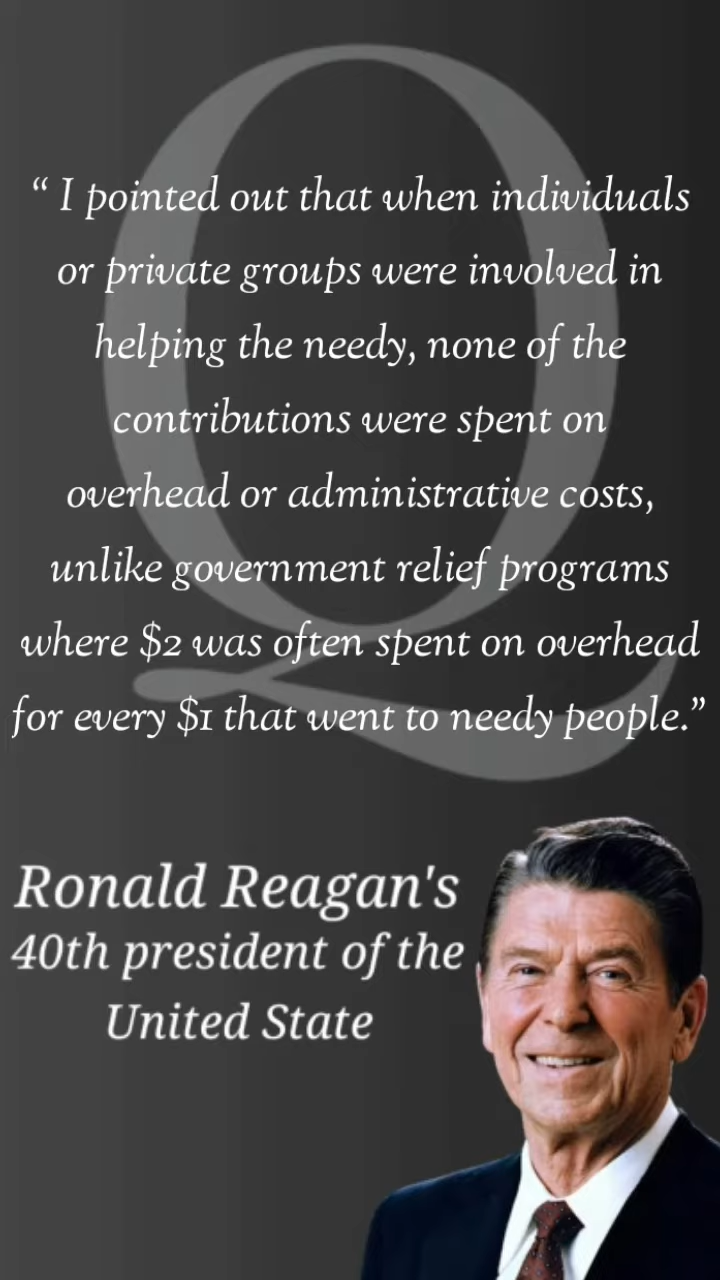 “ I pointed out that when individuals
or private groups were involved in
helping the needy, none of the
contributions were spent on
overhead or administrative costs,
unlike government relief programs
where $2 was often spent on overhead
for every $1 that went to needy people.”
Ronald Reagan's
40th president of the
United State